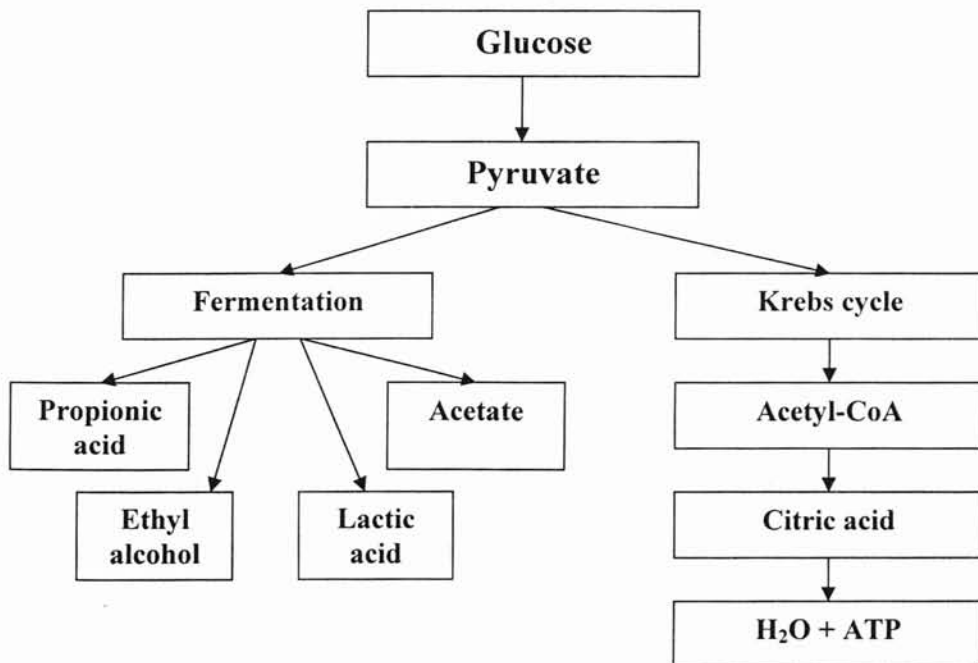 Glucose
Pyruvate
Fermentation
Krebs cycle
Propionic
acid
Acetate
Acetyl-CoA
Ethyl
alcohol
Lactic
acid
Citric acid
H₂O + ATP